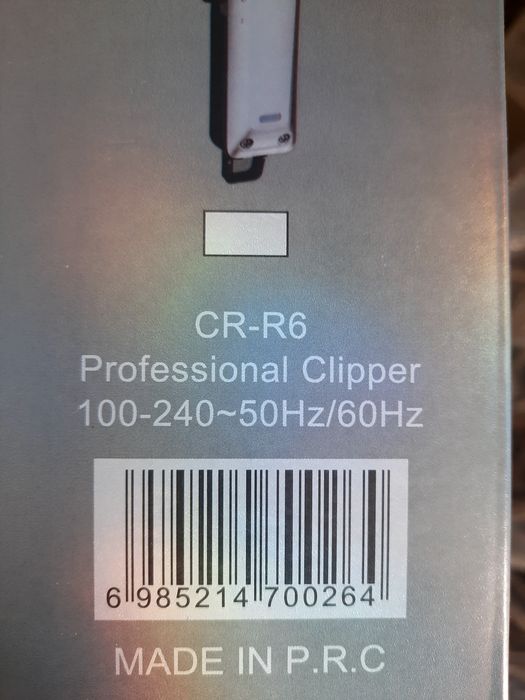 CR-R6
Professional Clipper
100-240~50Hz/60Hz
6 985214 700264
MADE IN P.R.C